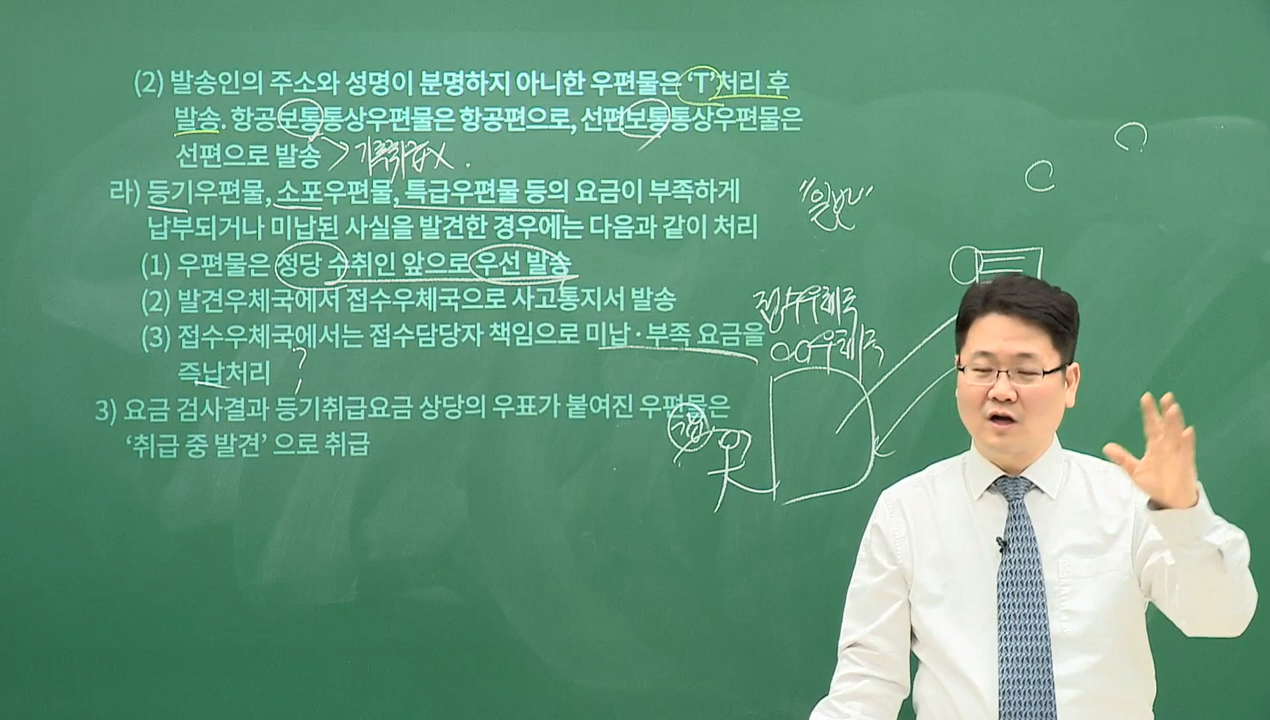 (2) 발송인의 주소와 성명이 분명하지 아니한 우편물은 ‘T’처리 후
발송. 항공보통통상우편물은 항공편으로, 선편보통통상우편물은
선편으로 발송
기록취급X.
라) 등기우편물, 소포우편물, 특급우편물 등의 요금이 부족하게
"일반"
납부되거나 미납된 사실을 발견한 경우에는 다음과 같이 처리
(1) 우편물은 정당 수취인 앞으로 우선 발송
(2) 발견우체국에서 접수우체국으로 사고통지서 발송
접수우체국
(3) 접수우체국에서는 접수담당자 책임으로 미납·부족 요금을
○○우체국
즉납처리
?
3) 요금 검사결과 등기취급요금 상당의 우표가 붙여진 우편물은
‘취급 중 발견’ 으로 취급